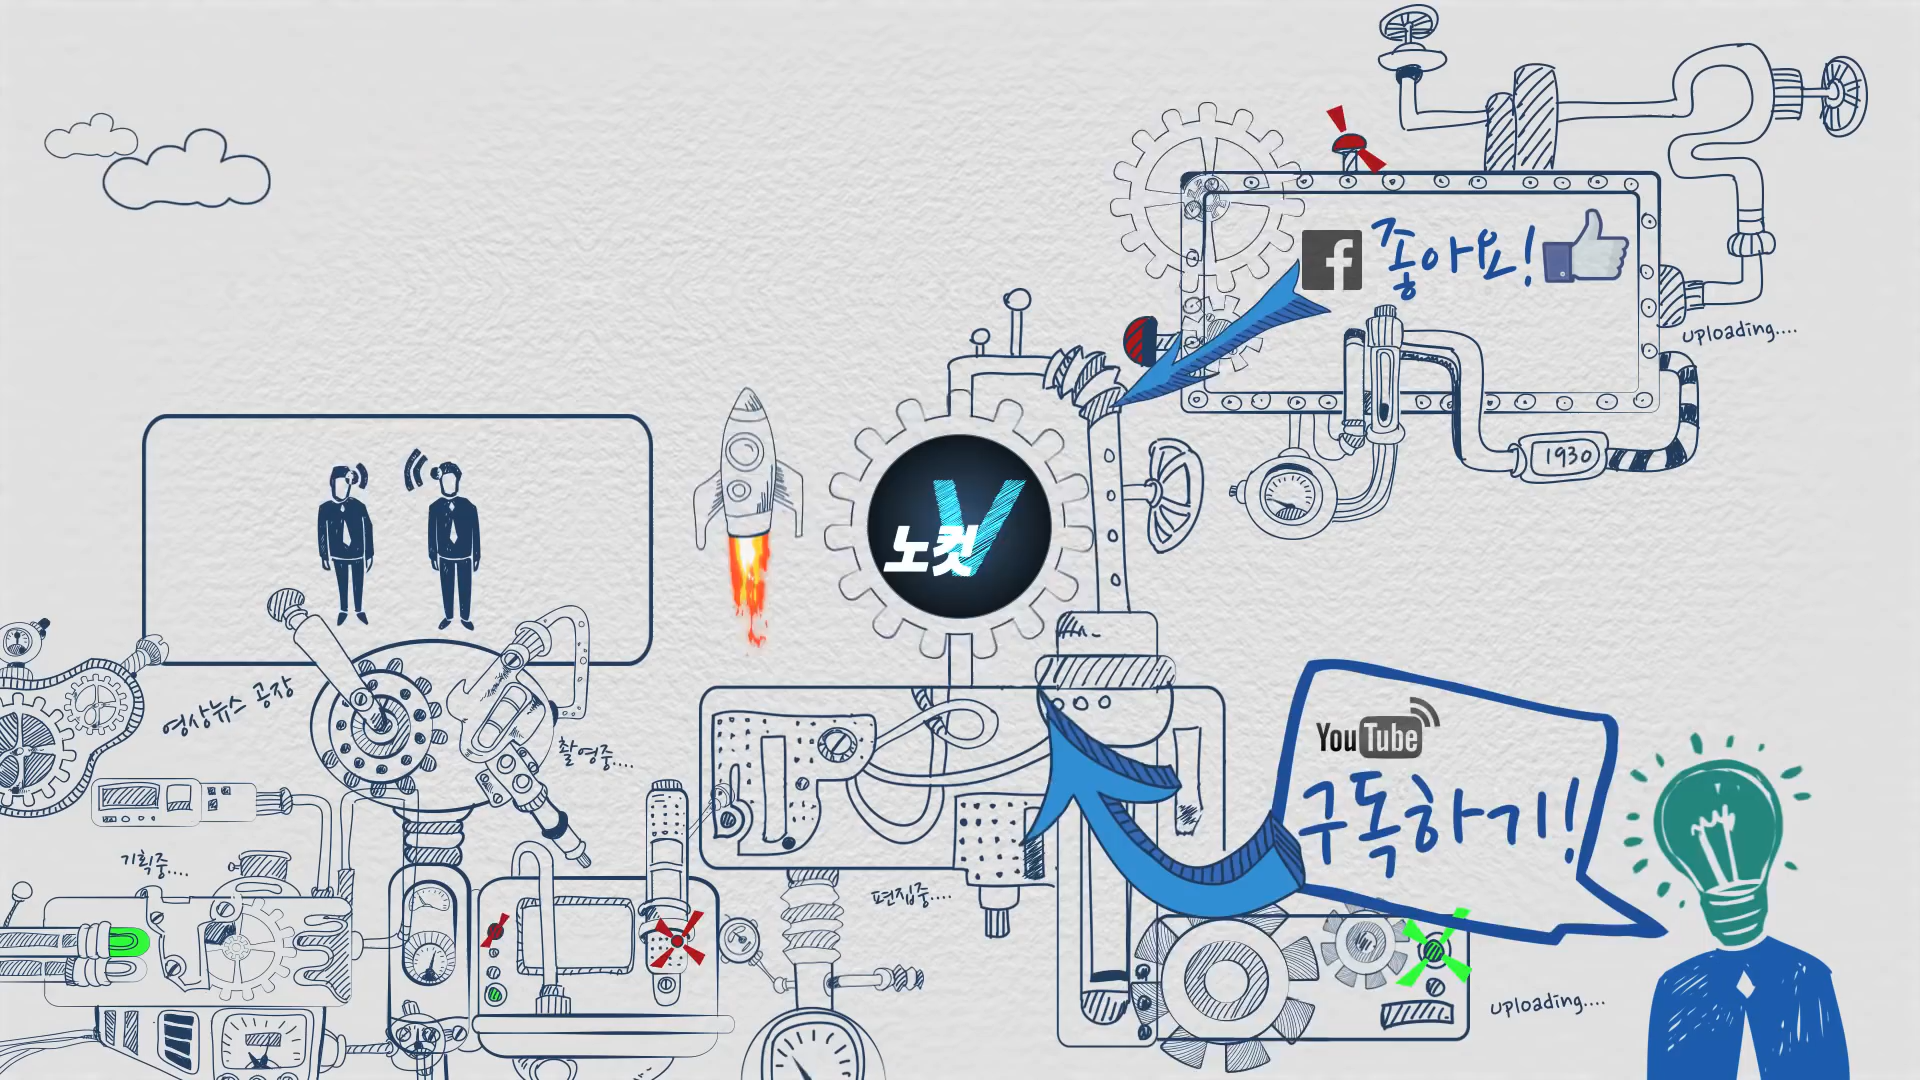 f 좋아요!
uploading....
1930
노컷V
영상뉴스 공장
촬영중....
YouTube
구독하기!
기획중....
편집중....
uploading....